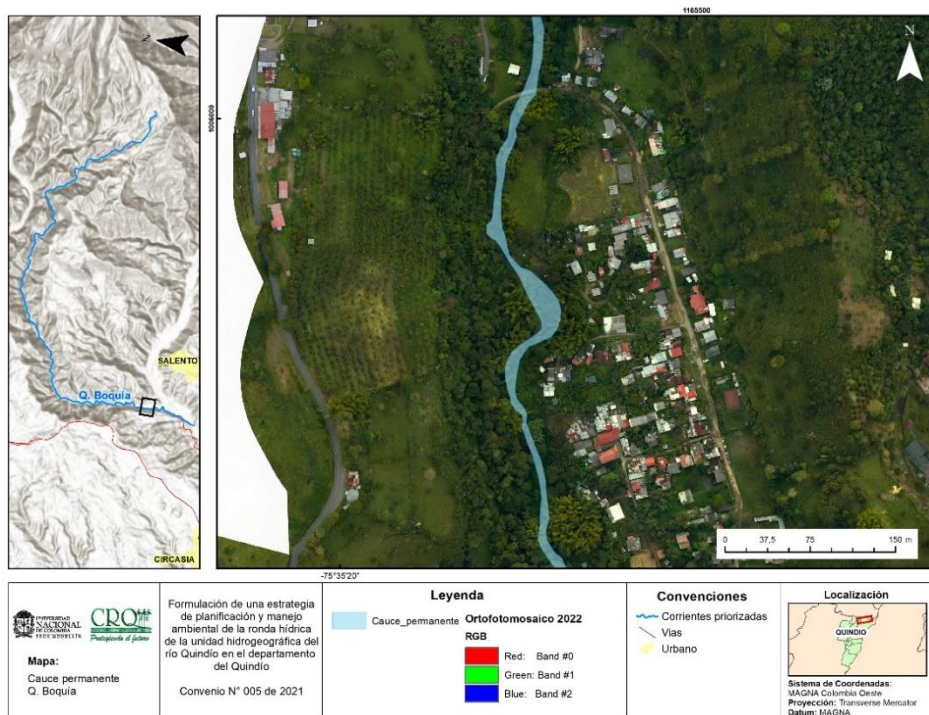 1165500
N
N
1006000
SALENTO
Q. Boquía
CIRCASIA
0 37,5 75 150 m
-75°35'20"
UNIVERSIDAD
NACIONAL
DE COLOMBIA
SEDE MEDELLÍN
CRQ
Protegiendo el futuro
Mapa:
Cauce permanente
Q. Boquía
Formulación de una estrategia
de planificación y manejo
ambiental de la ronda hídrica
de la unidad hidrogeográfica del
río Quindío en el departamento
del Quindío
Convenio N° 005 de 2021
Leyenda
Cauce_permanente
Ortofotomosaico 2022
RGB
Red: Band #0
Green: Band #1
Blue: Band #2
Convenciones
Corrientes priorizadas
Vias
Urbano
Localización
QUINDIO
Sistema de Coordenadas:
MAGNA Colombia Oeste
Proyección: Transverse Mercator
Datum: MAGNA